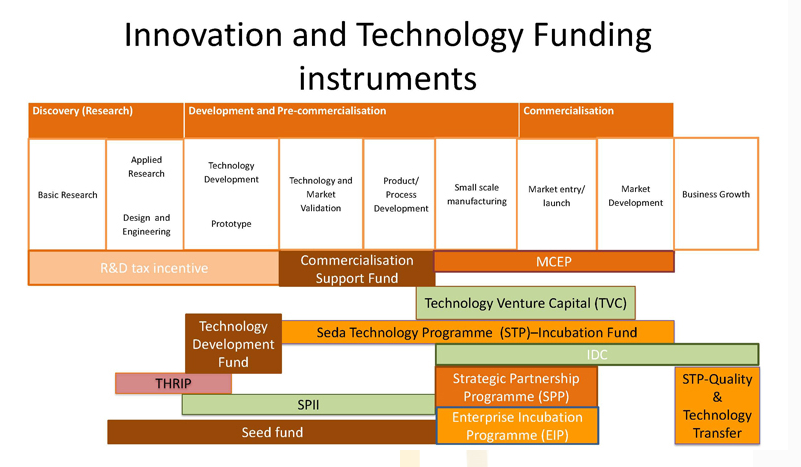 Innovation and Technology Funding
instruments
Discovery (Research)
Development and Pre-commercialisation
Commercialisation
Basic Research
Applied
Research
Design and
Engineering
Technology
Development
Prototype
Technology and
Market
Validation
Product/
Process
Development
Small scale
manufacturing
Market entry/
launch
Market
Development
Business Growth
R&D tax incentive
Commercialisation
Support Fund
MCEP
Technology Venture Capital (TVC)
Technology
Development
Fund
Seda Technology Programme (STP)–Incubation Fund
IDC
THRIP
Strategic Partnership
Programme (SPP)
STP-Quality
&
Technology
Transfer
SPII
Seed fund
Enterprise Incubation
Programme (EIP)